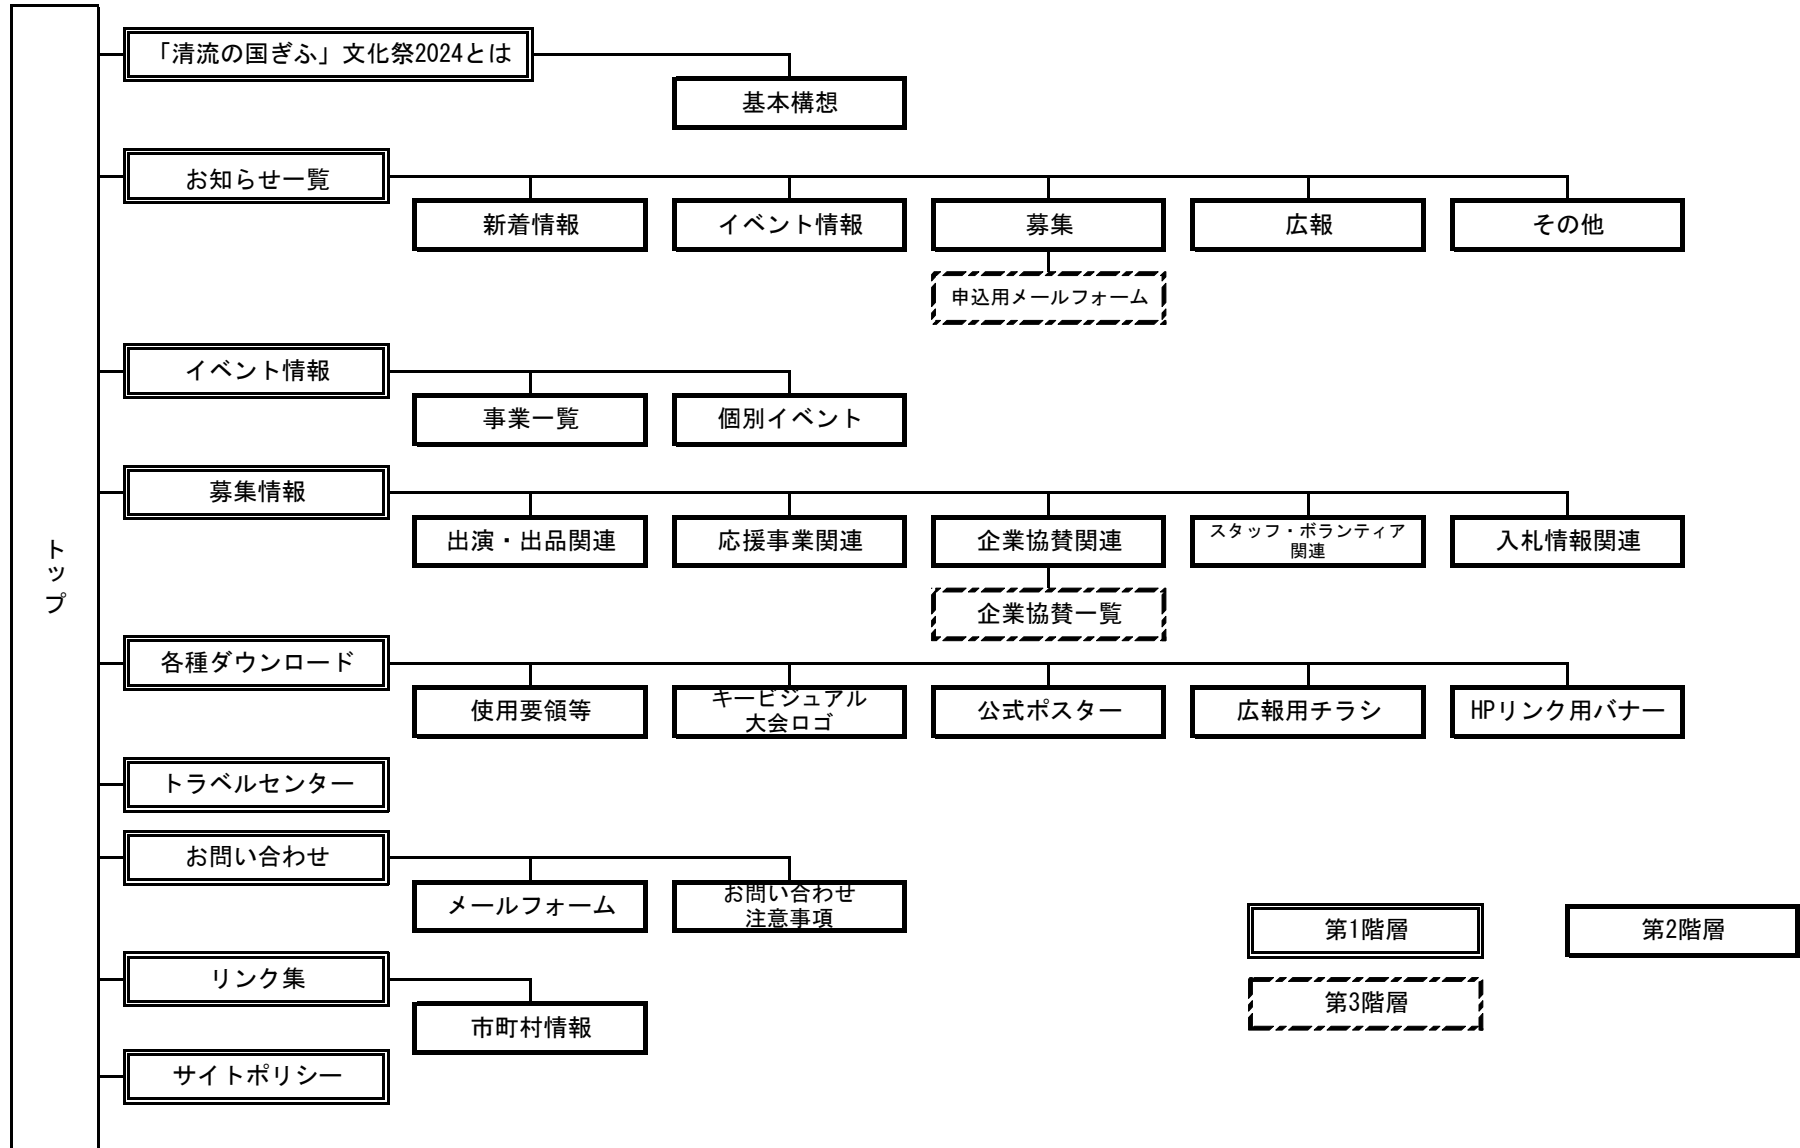 トップ
「清流の国ぎふ」文化祭2024とは
基本構想
お知らせ一覧
新着情報
イベント情報
募集
広報
その他
申込用メールフォーム
イベント情報
事業一覧
個別イベント
募集情報
出演・出品関連
応援事業関連
企業協賛関連
スタッフ・ボランティア
関連
入札情報関連
企業協賛一覧
各種ダウンロード
使用要領等
キービジュアル
大会ロゴ
公式ポスター
広報用チラシ
HPリンク用バナー
トラベルセンター
お問い合わせ
メールフォーム
お問い合わせ
注意事項
リンク集
市町村情報
サイトポリシー
第1階層
第2階層
第3階層